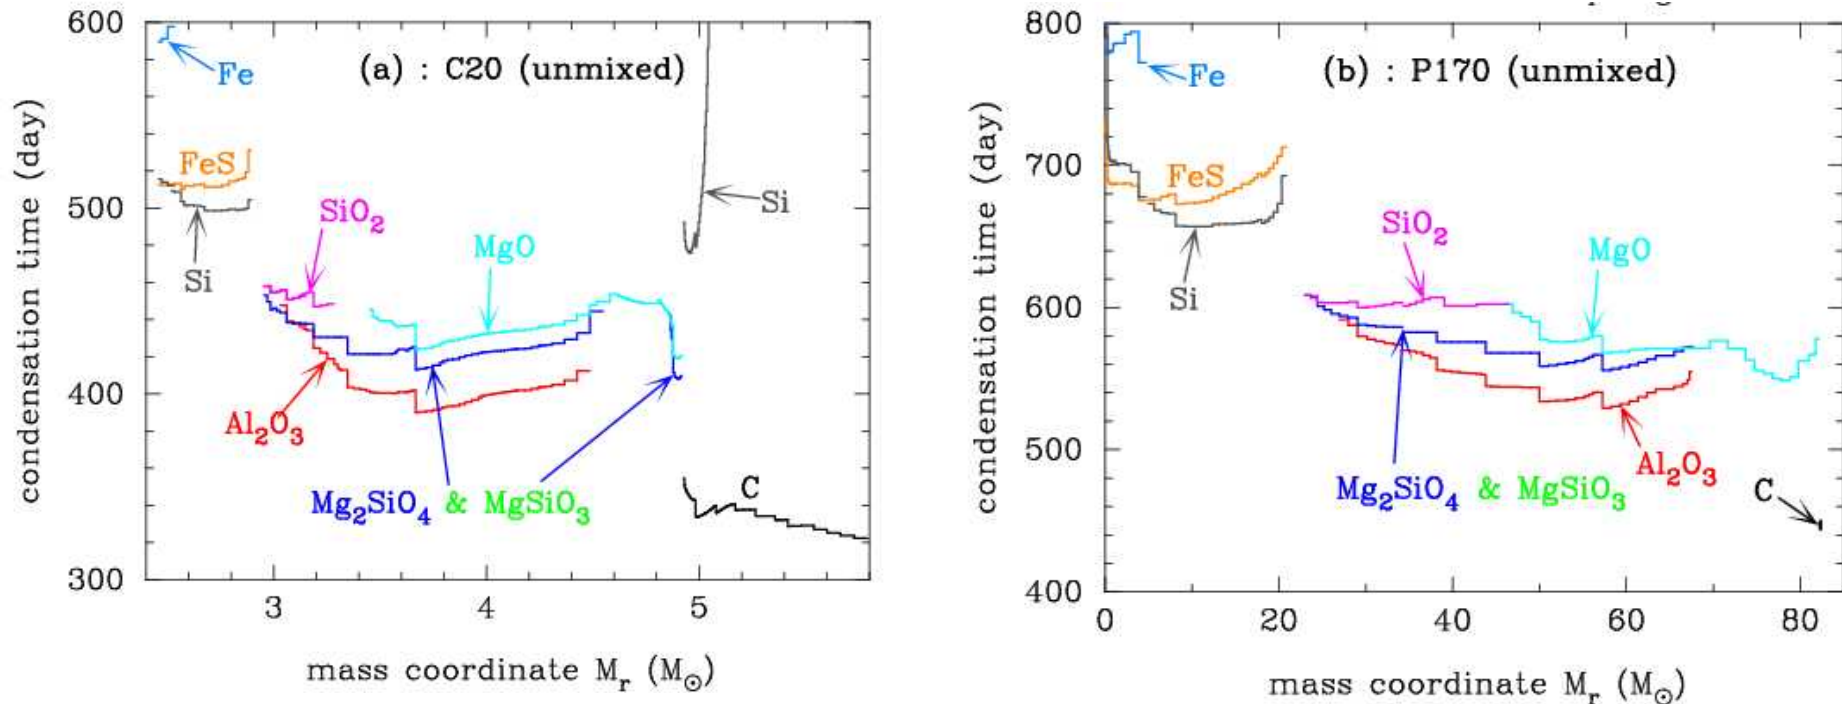 (a) : C20 (unmixed)
600
500
400
300
condensation time (day)
Fe
FeS
Si
SiO₂
MgO
Si
Al₂O₃
Mg₂SiO₄ & MgSiO₃
C
3
4
5
mass coordinate Mᵣ (M☉)
(b) : P170 (unmixed)
800
700
600
500
400
condensation time (day)
Fe
FeS
Si
SiO₂
MgO
Al₂O₃
Mg₂SiO₄ & MgSiO₃
C
0
20
40
60
80
mass coordinate Mᵣ (M☉)